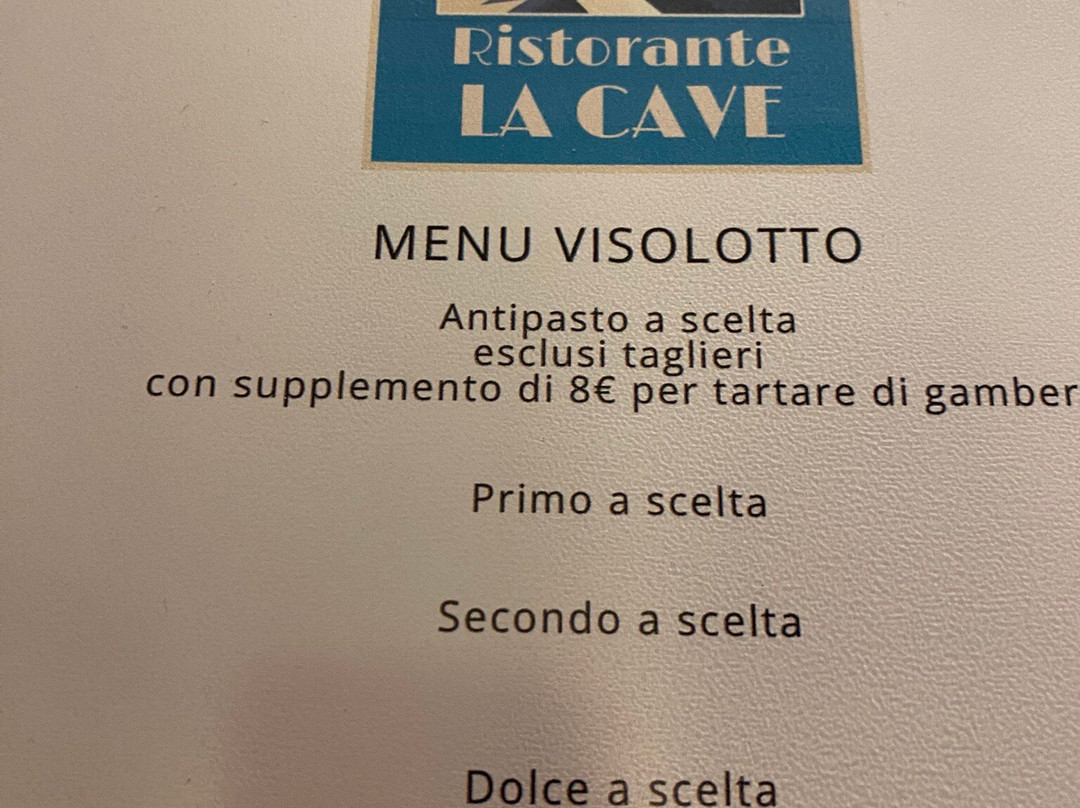 Ristorante
LA CAVE
MENU VISOLOTTO
Antipasto a scelta
esclusi taglieri
con supplemento di 8€ per tartare di gamber
Primo a scelta
Secondo a scelta
Dolce a scelta